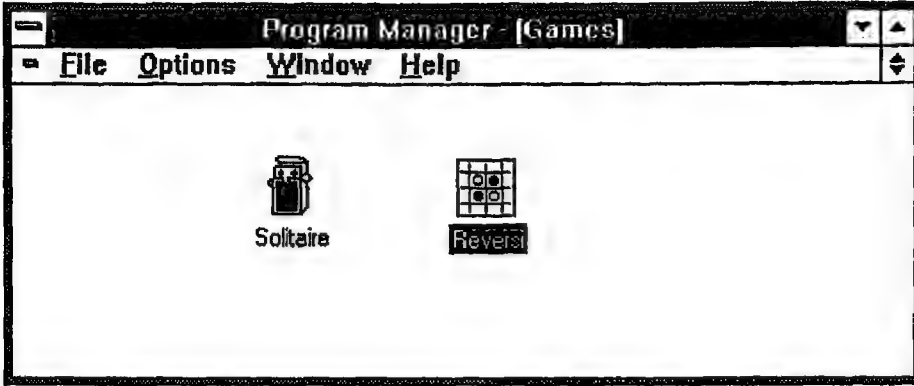 Program Manager - [Games]
File Options Window Help
Solitaire Reversi